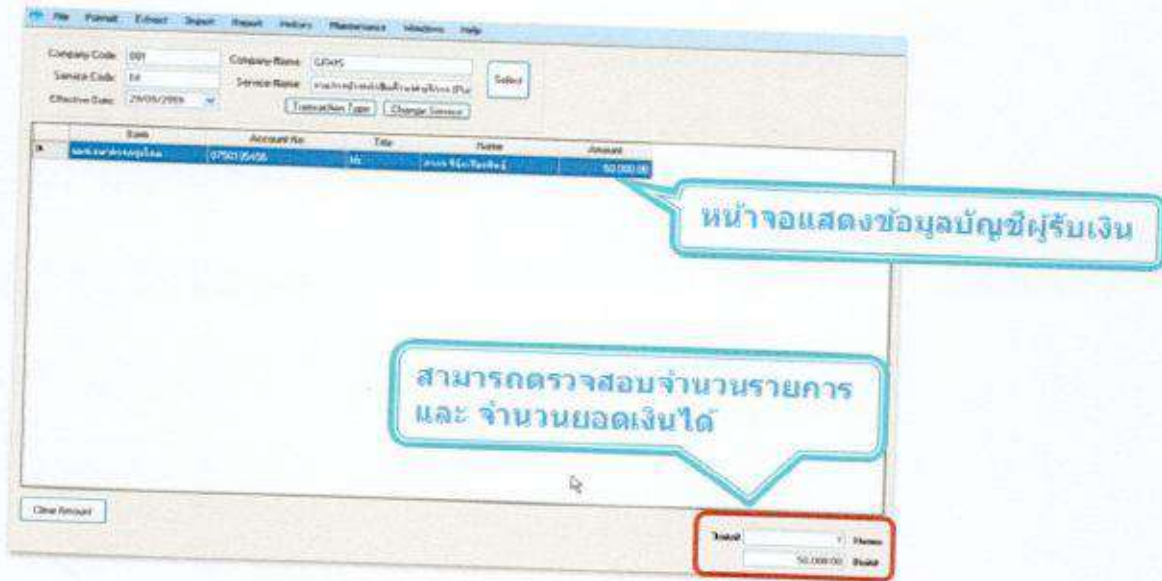 File Format Extract Import Report History Maintenance Windows Help
Company Code: 001 Company Name:
Service Code: Service Name: Select
Effective Date: Transaction Type Change Service
Bank Account No Title Name Amount
50,000.00
หน้าจอแสดงข้อมูลบัญชีผู้รับเงิน
สามารถตรวจสอบจำนวนรายการ
และ จำนวนยอดเงินได้
Clear Amount
1
50,000.00